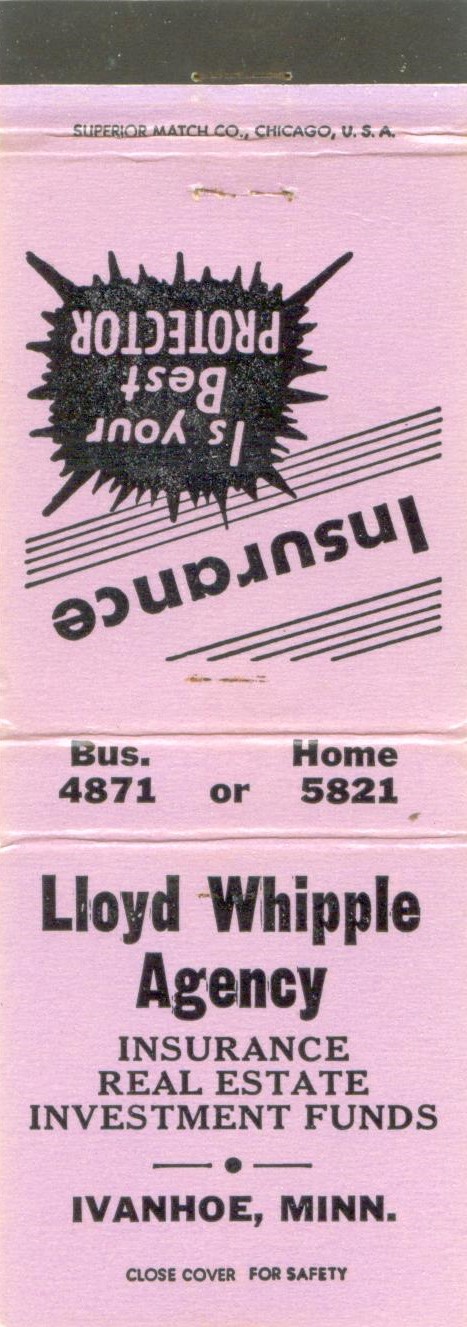 SUPERIOR MATCH CO., CHICAGO, U. S. A.
Insurance
Is your
Best
PROTECTOR
Bus. Home
4871 or 5821
Lloyd Whipple
Agency
INSURANCE
REAL ESTATE
INVESTMENT FUNDS
IVANHOE, MINN.
CLOSE COVER FOR SAFETY